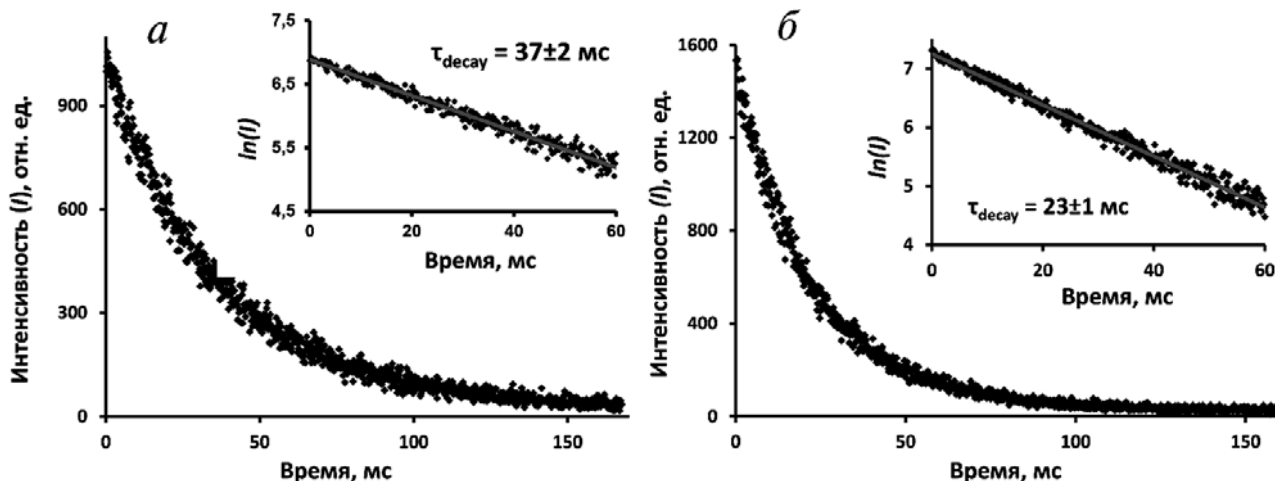 а
Интенсивность (I), отн. ед.
900
600
300
0
0
50
100
150
Время, мс
7,5
6,5
5,5
4,5
ln(I)
τdecay = 37±2 мс
0
20
40
60
Время, мс
б
Интенсивность (I), отн. ед.
1600
1200
800
400
0
0
50
100
150
Время, мс
7
6
5
4
ln(I)
τdecay = 23±1 мс
0
20
40
60
Время, мс